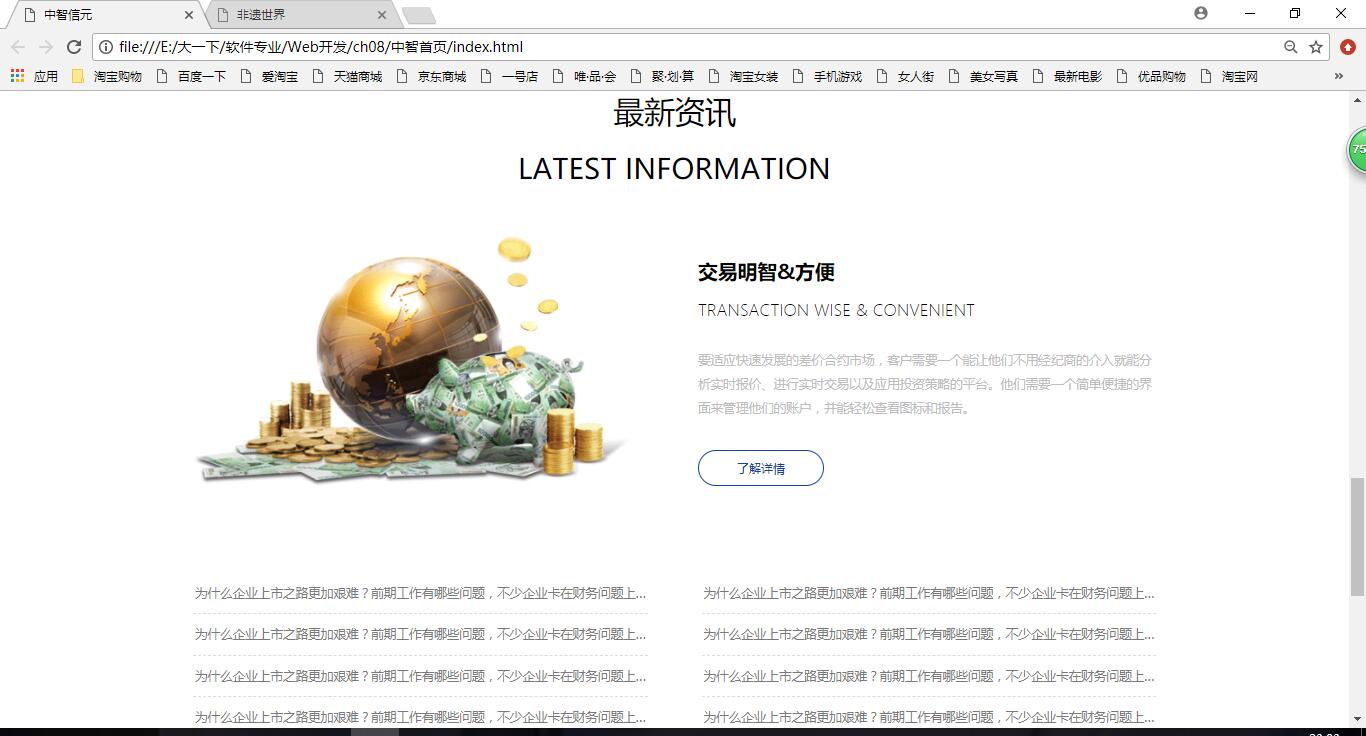 中智信元
非遗世界
file:///E:/大一下/软件专业/Web开发/ch08/中智首页/index.html
应用 淘宝购物 百度一下 爱淘宝 天猫商城 京东商城 一号店 唯·品·会 聚·划·算 淘宝女装 手机游戏 女人街 美女写真 最新电影 优品购物 淘宝网 »
最新资讯
75
LATEST INFORMATION
交易明智&方便
TRANSACTION WISE & CONVENIENT
要适应快速发展的差价合约市场，客户需要一个能让他们不用经纪商的介入就能分
析实时报价、进行实时交易以及应用投资策略的平台。他们需要一个简单便捷的界
面来管理他们的账户，并能轻松查看图标和报告。
了解详情
为什么企业上市之路更加艰难？前期工作有哪些问题，不少企业卡在财务问题上...
为什么企业上市之路更加艰难？前期工作有哪些问题，不少企业卡在财务问题上...
为什么企业上市之路更加艰难？前期工作有哪些问题，不少企业卡在财务问题上...
为什么企业上市之路更加艰难？前期工作有哪些问题，不少企业卡在财务问题上...
为什么企业上市之路更加艰难？前期工作有哪些问题，不少企业卡在财务问题上...
为什么企业上市之路更加艰难？前期工作有哪些问题，不少企业卡在财务问题上...
为什么企业上市之路更加艰难？前期工作有哪些问题，不少企业卡在财务问题上...
为什么企业上市之路更加艰难？前期工作有哪些问题，不少企业卡在财务问题上...